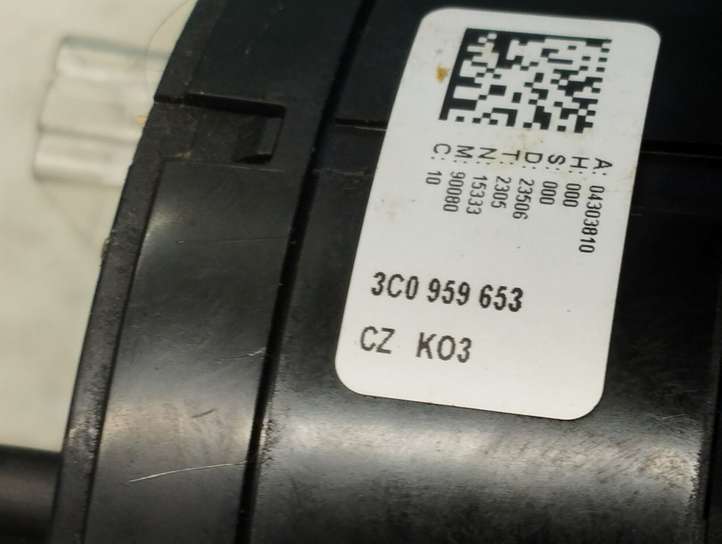 A: 04303810
H: 000
S: 000
D: 23506
T: 2305
N: 15333
M: 90080
C: 10
3C0 959 653
CZ KO3